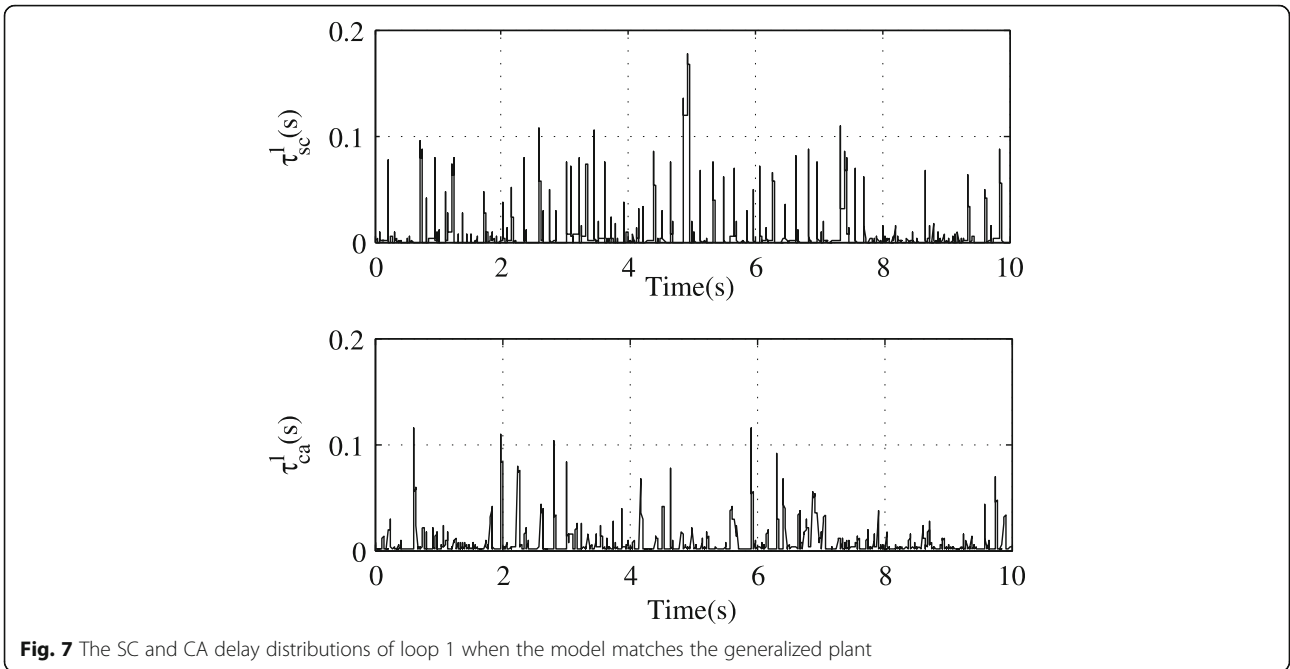 0.2
τ¹sc(s)
0.1
0
0 2 4 6 8 10
Time(s)
0.2
τ¹ca(s)
0.1
0
0 2 4 6 8 10
Time(s)
Fig. 7 The SC and CA delay distributions of loop 1 when the model matches the generalized plant